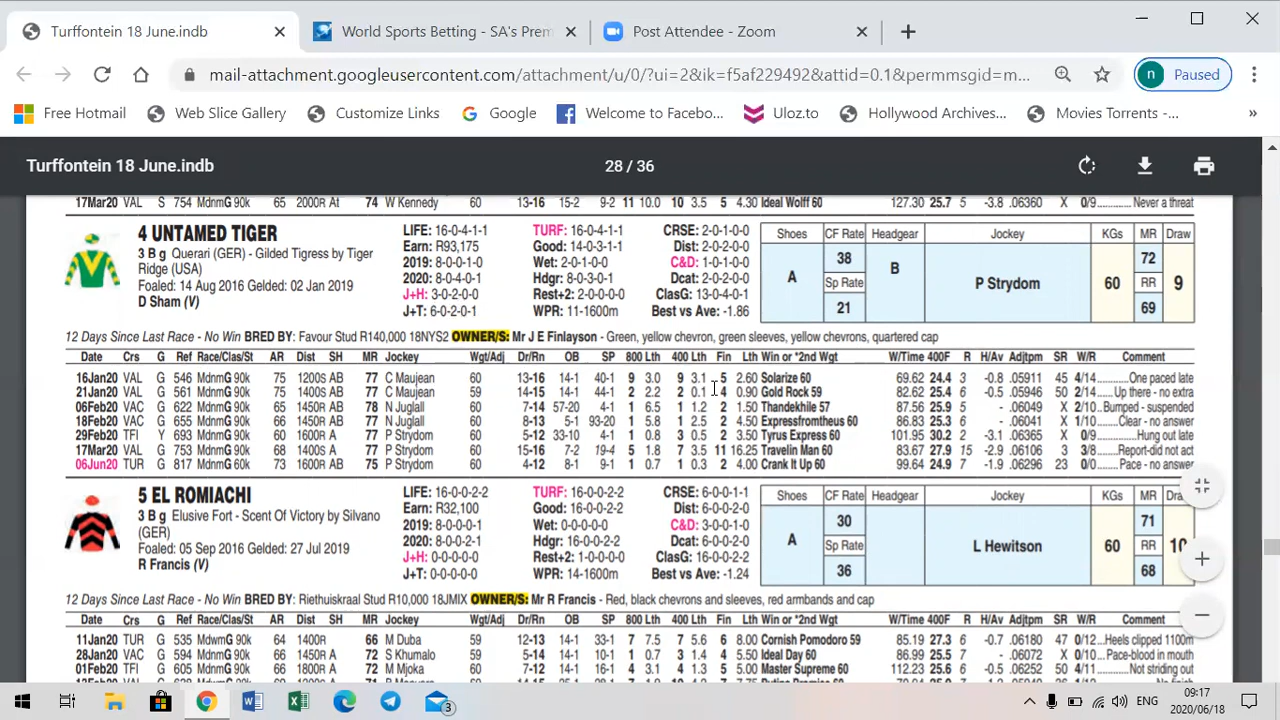 Turffontein 18 June.indb
World Sports Betting - SA's Prem
Post Attendee - Zoom
mail-attachment.googleusercontent.com/attachment/u/0/?ui=2&ik=f5af229492&attid=0.1&permmsgid=m...
n Paused
Free Hotmail Web Slice Gallery Customize Links Google Welcome to Facebo... Uloz.to Hollywood Archives... Movies Torrents -... »
Turffontein 18 June.indb 28 / 36
17Mar20 VAL S 754 MdmnG 90k 65 2000R At 74 W Kennedy 60 13-16 15-2 9-2 11 10.0 10 3.5 5 4.30 Ideal Wolff 60 127.30 25.7 5 -3.8 .06360 X 0/9 Never a threat
4 UNTAMED TIGER
3 B g Querari (GER) - Gilded Tigress by Tiger
Ridge (USA)
Foaled: 14 Aug 2016 Gelded: 02 Jan 2019
D Sham (V)
LIFE: 16-0-4-1-1 TURF: 16-0-4-1-1 CRSE: 2-0-1-0-0
Earn: R93,175 Good: 14-0-3-1-1 Dist: 2-0-2-0-0
2019: 8-0-0-1-0 Wet: 2-0-1-0-0 C&D: 1-0-1-0-0
2020: 8-0-4-0-1 Hdgr: 8-0-3-0-1 Dcat: 2-0-2-0-0
J+H: 3-0-2-0-0 Rest+2: 2-0-0-0-0 ClasG: 13-0-4-0-1
J+T: 6-0-2-0-1 WPR: 11-1600m Best vs Ave: -1.86
Shoes CF Rate Headgear Jockey KGs MR Draw
A 38 B P Strydom 60 72 9
Sp Rate RR
21 69
12 Days Since Last Race - No Win BRED BY: Favour Stud R140,000 18NYS2 OWNER/S: Mr J E Finlayson - Green, yellow chevron, green sleeves, yellow chevrons, quartered cap
Date Crs G Ref Race/Clas/St AR Dist SH MR Jockey Wgt/Adj Dr/Rn OB SP 800 Lth 400 Lth Fin Lth Win or *2nd Wgt W/Time 400F R H/Av Adjtpm SR W/R Comment
16Jan20 VAL G 546 MdmnG 90k 75 1200S AB 77 C Maujean 60 13-16 14-1 40-1 9 3.0 9 3.1 5 2.60 Solarize 60 69.62 24.4 3 -0.8 .05911 45 4/14 One paced late
21Jan20 VAL G 561 MdmnG 90k 75 1400S AB 77 C Maujean 59 14-15 14-1 44-1 2 2.2 2 0.1 4 0.90 Gold Rock 59 82.62 25.4 6 -0.6 .05946 50 2/14 Up there - no extra
06Feb20 VAC G 622 MdmnG 90k 65 1450R AB 78 N Juglall 60 7-14 57-20 4-1 1 6.5 1 1.2 2 1.50 Thandekhile 57 87.56 25.9 5 - .06049 X 2/10 Bumped - suspended
18Feb20 VAC G 655 MdmnG 90k 66 1450R AB 77 N Juglall 60 8-13 5-1 93-20 1 5.8 1 2.5 2 4.50 Expressfromtheus 60 86.83 25.3 6 - .06041 X Clear - no answer
29Feb20 TFI Y 693 MdmnG 90k 60 1600R A 77 P Strydom 60 5-12 33-10 4-1 1 0.8 3 0.5 2 3.50 Tyrus Express 60 101.95 30.2 2 -3.1 .06365 X 0/9 Hung out late
17Mar20 VAL G 753 MdmnG 90k 68 1400S A 77 P Strydom 60 15-16 7-2 19-4 5 1.8 7 3.5 11 16.25 Travelin Man 60 83.67 27.9 15 -2.9 .06103 3 3/8 Report-did not act
06Jun20 TUR G 817 MdmnG 90k 73 1600R AB 75 P Strydom 60 4-12 8-1 9-1 1 0.7 1 0.3 2 4.00 Crank It Up 60 99.64 24.9 7 -1.9 .06296 23 0/0 Pace - no answer
5 EL ROMIACHI
3 B g Elusive Fort - Scent Of Victory by Silvano
(GER)
Foaled: 05 Sep 2016 Gelded: 27 Jul 2019
R Francis (V)
LIFE: 16-0-0-2-2 TURF: 16-0-0-2-2 CRSE: 6-0-0-1-1
Earn: R32,100 Good: 16-0-0-2-2 Dist: 6-0-0-2-0
2019: 8-0-0-0-1 Wet: 0-0-0-0-0 C&D: 3-0-0-1-0
2020: 8-0-0-2-1 Hdgr: 16-0-0-2-2 Dcat: 6-0-0-2-0
J+H: 0-0-0-0-0 Rest+2: 1-0-0-0-0 ClasG: 16-0-0-2-2
J+T: 0-0-0-0-0 WPR: 14-1600m Best vs Ave: -1.24
Shoes CF Rate Headgear Jockey KGs MR Draw
A 30 L Hewitson 60 71 10
Sp Rate RR
36 68
12 Days Since Last Race - No Win BRED BY: Riethuiskraal Stud R10,000 18JMIX OWNER/S: Mr R Francis - Red, black chevrons and sleeves, red armbands and cap
Date Crs G Ref Race/Clas/St AR Dist SH MR Jockey Wgt/Adj Dr/Rn OB SP 800 Lth 400 Lth Fin Lth Win or *2nd Wgt W/Time 400F R H/Av Adjtpm SR W/R Comment
11Jan20 TUR G 535 MdwmG 90k 64 1400R 66 M Duba 59 12-13 14-1 33-1 7 7.5 7 5.6 6 8.00 Cornish Pomodoro 59 85.19 27.3 6 -0.7 .06180 47 0/12 Heels clipped 1100m
28Jan20 VAC G 594 MdmnG 90k 66 1450R A 72 S Khumalo 60 5-14 14-1 10-1 1 0.7 3 1.4 4 5.50 Ideal Day 60 86.99 25.5 7 - .06072 X Pace-blood in mouth
01Feb20 TFI G 605 MdmnG 90k 66 1800R A 72 M Mjoka 60 7-12 14-1 16-1 4 3.1 4 1.3 5 5.00 Master Supreme 60 112.23 25.6 4 -0.5 .06252 50 4/11 Not striding out
ENG 09:17
2020/06/18
3